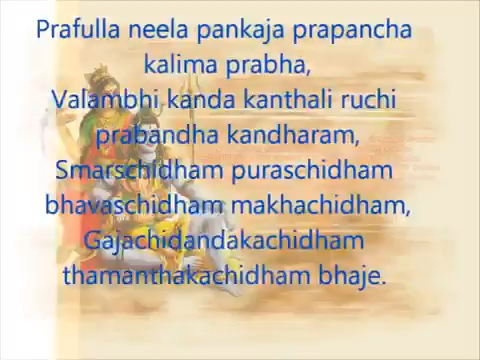 Prafulla neela pankaja prapancha
kalima prabha,
Valambhi kanda kanthali ruchi
prabandha kandharam,
Smarschidham puraschidham
bhavaschidham makhachidham,
Gajachidandakachidham
thamanthakachidham bhaje.